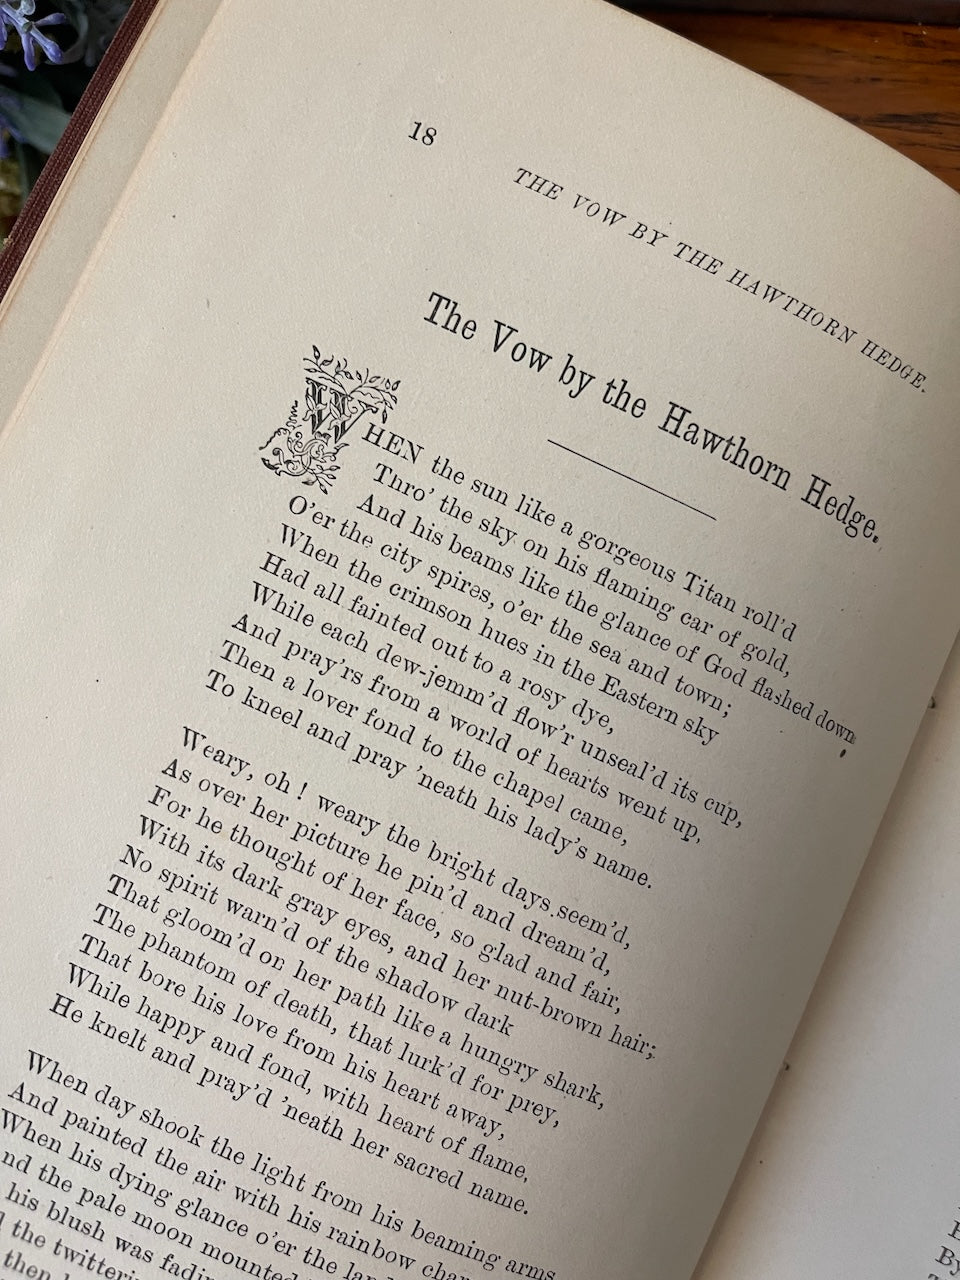 18
THE VOW BY THE HAWTHORN HEDGE.
The Vow by the Hawthorn Hedge.
WHEN the sun like a gorgeous Titan roll'd
Thro' the sky on his flaming car of gold,
And his beams like the glance of God flashed down
O'er the city spires, o'er the sea and town;
When the crimson hues in the Eastern sky
Had all fainted out to a rosy dye,
While each dew-jemm'd flow'r unseal'd its cup,
And pray'rs from a world of hearts went up,
Then a lover fond to the chapel came,
To kneel and pray 'neath his lady's name.
Weary, oh! weary the bright days seem'd,
As over her picture he pin'd and dream'd,
For he thought of her face, so glad and fair,
With its dark gray eyes, and her nut-brown hair;
No spirit warn'd of the shadow dark
That gloom'd on her path like a hungry shark,
The phantom of death, that lurk'd for prey,
That bore his love from his heart away,
While happy and fond, with heart of flame,
He knelt and pray'd 'neath her sacred name.
When day shook the light from his beaming arms
And painted the air with his rainbow
When his dying glance o'er the
the pale moon mounted
his blush was
the
then
By